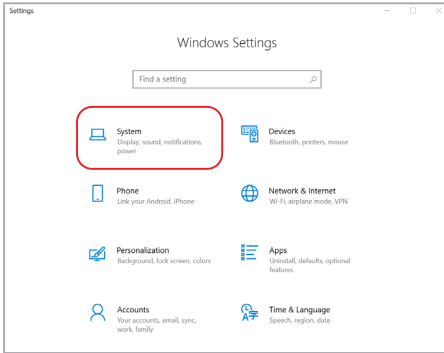 Settings
Windows Settings
Find a setting
System
Display, sound, notifications,
power
Devices
Bluetooth, printers, mouse
Phone
Link your Android, iPhone
Network & Internet
Wi-Fi, airplane mode, VPN
Personalization
Background, lock screen, colors
Apps
Uninstall, defaults, optional
features
Accounts
Your accounts, email, sync,
work, family
Time & Language
Speech, region, date